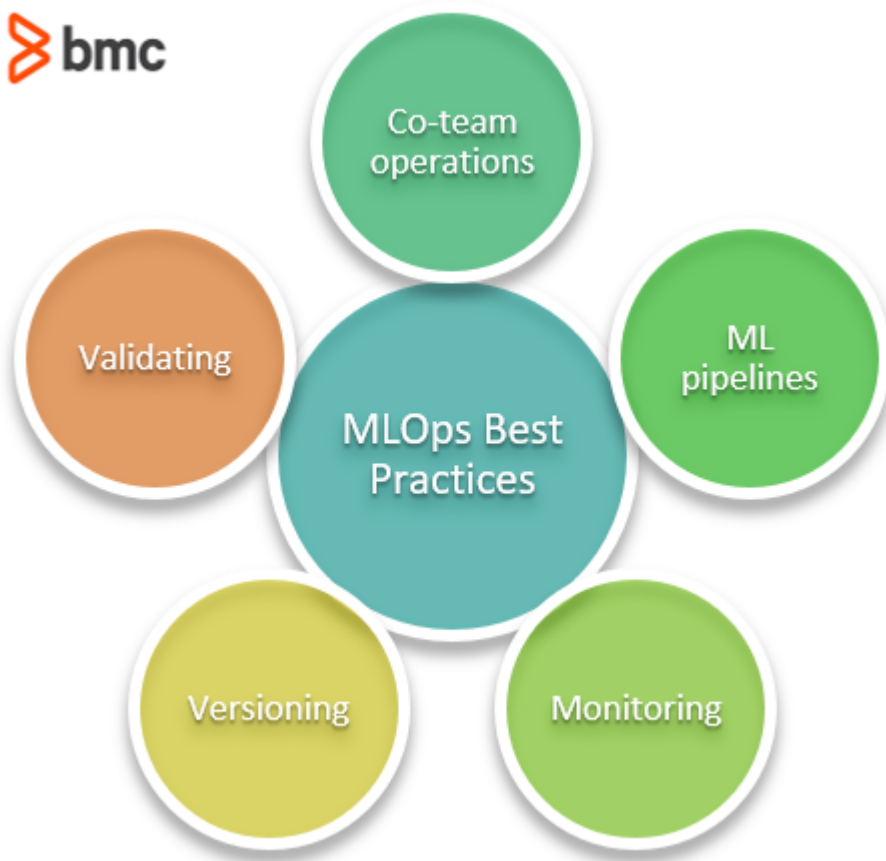 bmc
Co-team
operations
Validating
ML
pipelines
MLOps Best
Practices
Versioning
Monitoring